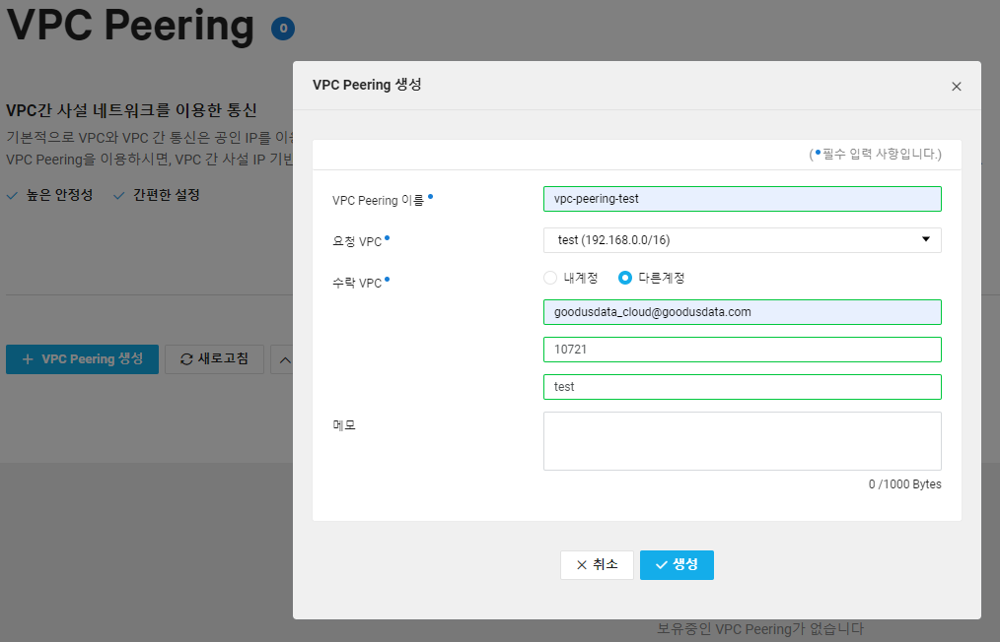 VPC Peering 0
VPC간 사설 네트워크를 이용한 통신
기본적으로 VPC와 VPC 간 통신은 공인 IP를
VPC Peering을 이용하시면, VPC 간 사설 IP 기반
높은 안정성 간편한 설정
+ VPC Peering 생성 새로고침
VPC Peering 생성
(•필수 입력 사항입니다.)
VPC Peering 이름• vpc-peering-test
요청 VPC• test (192.168.0.0/16)
수락 VPC• 내계정 다른계정
goodusdata_cloud@goodusdata.com
10721
test
메모
0 /1000 Bytes
취소 생성
보유중인 VPC Peering가 없습니다